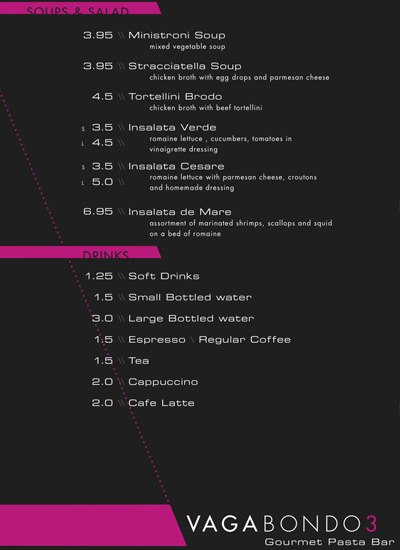 SOUPS & SALAD
3.95 \\ Ministroni Soup
mixed vegetable soup
3.95 \\ Stracciatella Soup
chicken broth with egg drops and parmesan cheese
4.5 \\ Tortellini Brodo
chicken broth with beef tortellini
S 3.5 \\ Insalata Verde
L 4.5 \\ romaine lettuce , cucumbers, tomatoes in
vinaigrette dressing
S 3.5 \\ Insalata Cesare
L 5.0 \\ romaine lettuce with parmesan cheese, croutons
and homemade dressing
6.95 \\ Insalata de Mare
assortment of marinated shrimps, scallops and squid
on a bed of romaine
DRINKS
1.25 \\ Soft Drinks
1.5 \\ Small Bottled water
3.0 \\ Large Bottled water
1.5 \\ Espresso \ Regular Coffee
1.5 \\ Tea
2.0 \\ Cappuccino
2.0 \\ Cafe Latte
VAGABONDO3
Gourmet Pasta Bar